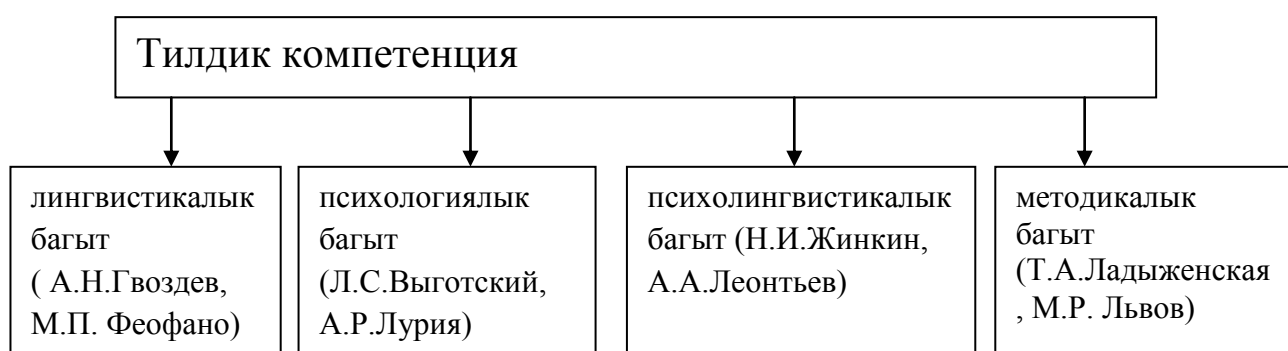 Тилдик компетенция
лингвистикалык
багыт
( А.Н.Гвоздев,
М.П. Феофано)
психологиялык
багыт
(Л.С.Выготский,
А.Р.Лурия)
психолингвистикалык
багыт (Н.И.Жинкин,
А.А.Леонтьев)
методикалык
багыт
(Т.А.Ладыженская
, М.Р. Львов)